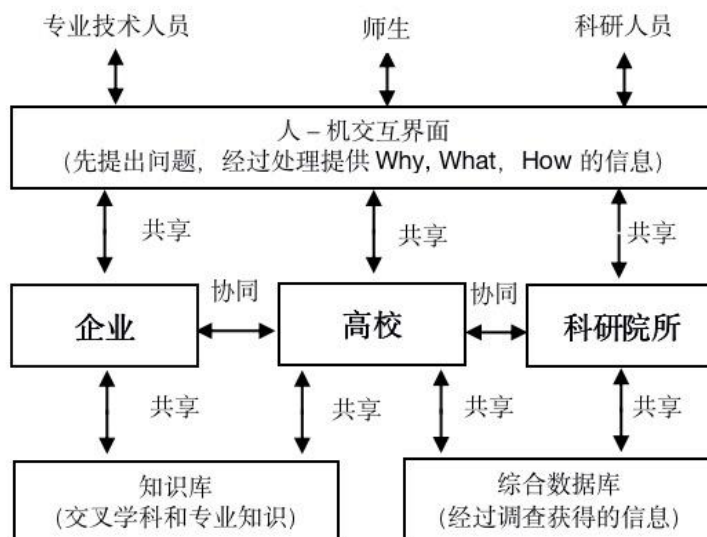 专业技术人员 师生 科研人员
人－机交互界面
(先提出问题，经过处理提供 Why, What，How 的信息)
共享 共享 共享
协同 协同
企业 高校 科研院所
共享 共享 共享 共享
知识库 综合数据库
(交叉学科和专业知识) (经过调查获得的信息)